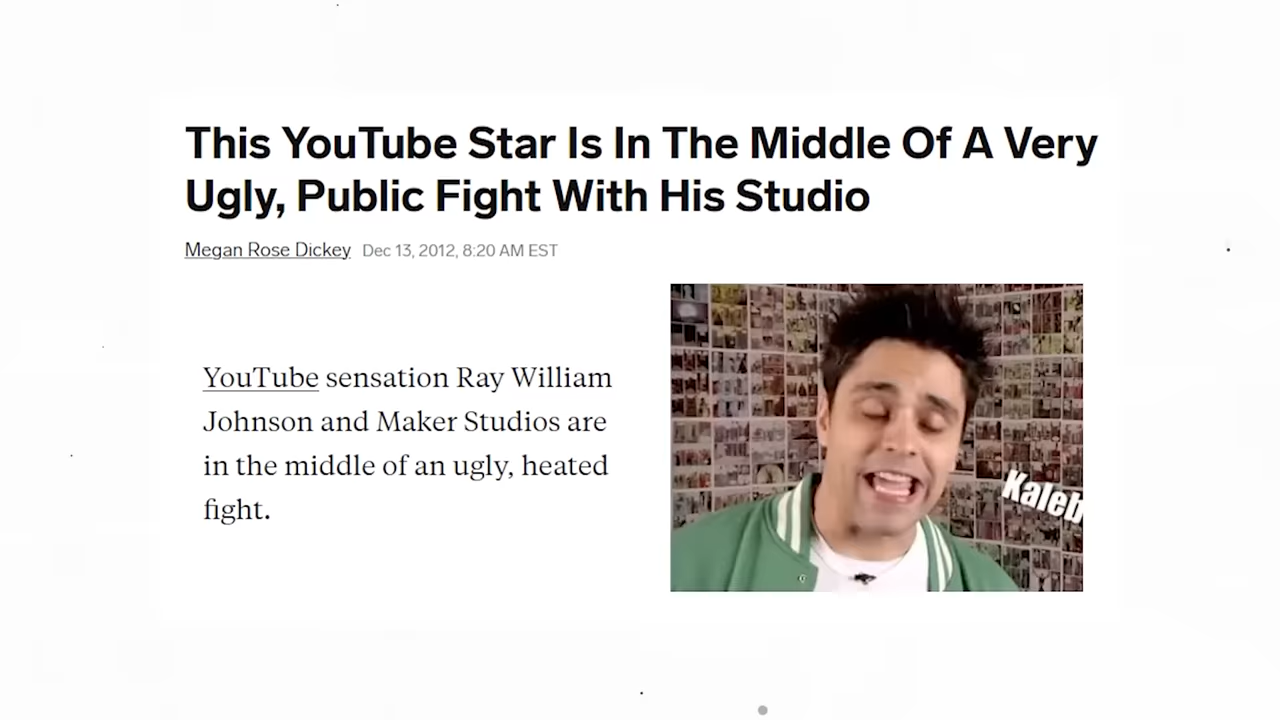 This YouTube Star Is In The Middle Of A Very
Ugly, Public Fight With His Studio
Megan Rose Dickey Dec 13, 2012, 8:20 AM EST
YouTube sensation Ray William
Johnson and Maker Studios are
in the middle of an ugly, heated
fight.
Kaleb